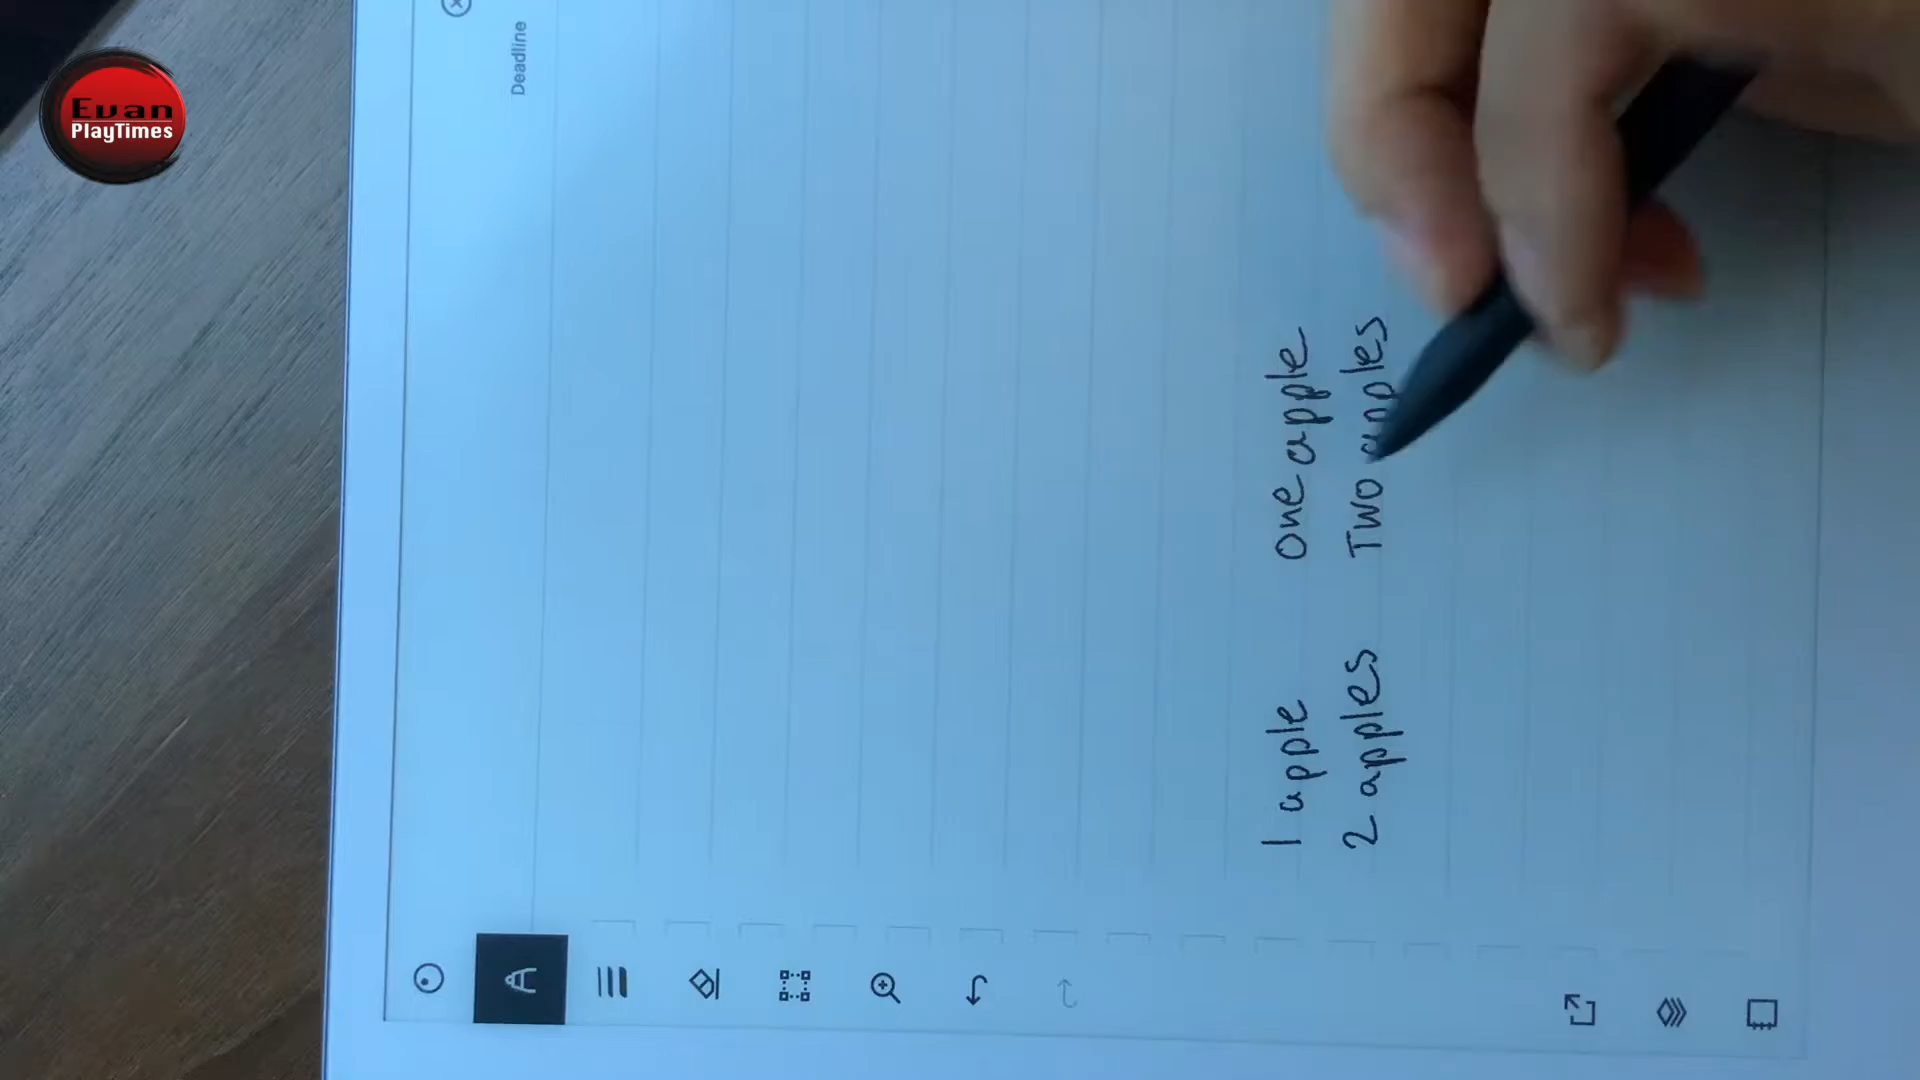 Evan
PlayTimes
Deadline
1 apple One apple
2 apples Two apples